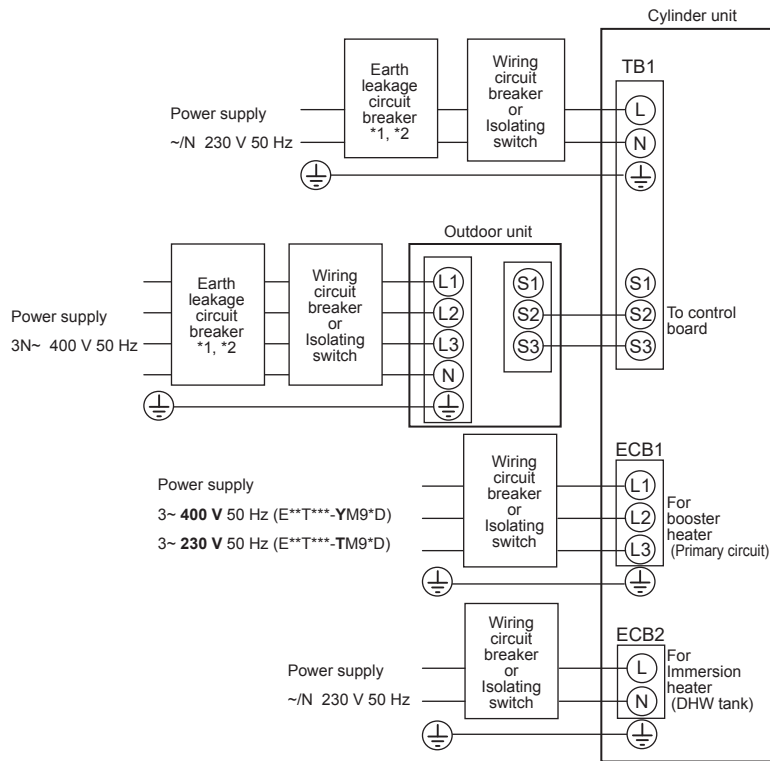 Cylinder unit
TB1
Power supply
~/N 230 V 50 Hz
Earth
leakage
circuit
breaker
*1, *2
Wiring
circuit
breaker
or
Isolating
switch
L
N
Outdoor unit
Power supply
3N~ 400 V 50 Hz
Earth
leakage
circuit
breaker
*1, *2
Wiring
circuit
breaker
or
Isolating
switch
L1
L2
L3
N
S1
S2
S3
S1
S2
S3
To control
board
Power supply
3~ 400 V 50 Hz (E**T***-YM9*D)
3~ 230 V 50 Hz (E**T***-TM9*D)
Wiring
circuit
breaker
or
Isolating
switch
ECB1
L1
L2
L3
For
booster
heater
(Primary circuit)
Power supply
~/N 230 V 50 Hz
Wiring
circuit
breaker
or
Isolating
switch
ECB2
L
N
For
Immersion
heater
(DHW tank)